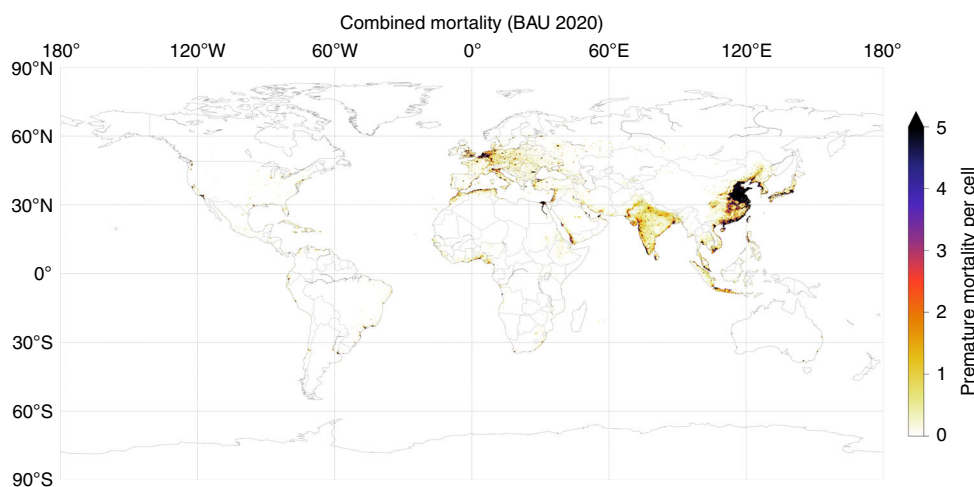 Combined mortality (BAU 2020)
180° 120°W 60°W 0° 60°E 120°E 180°
90°N
60°N
30°N
0°
30°S
60°S
90°S
5
4
3
2
1
0
Premature mortality per cell